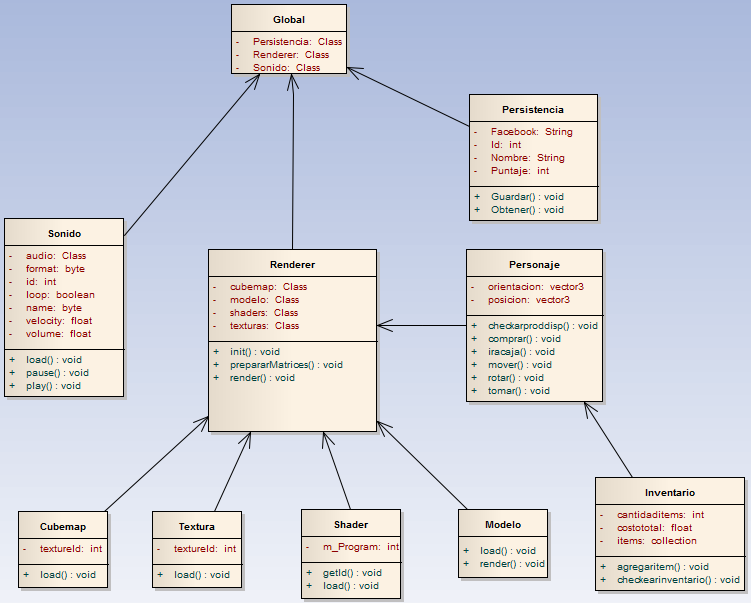 Global
- Persistencia: Class
- Renderer: Class
- Sonido: Class
Persistencia
- Facebook: String
- Id: int
- Nombre: String
- Puntaje: int
+ Guardar() : void
+ Obtener() : void
Sonido
- audio: Class
- format: byte
- id: int
- loop: boolean
- name: byte
- velocity: float
- volume: float
+ load() : void
+ pause() : void
+ play() : void
Renderer
- cubemap: Class
- modelo: Class
- shaders: Class
- texturas: Class
+ init() : void
+ prepararMatrices() : void
+ render() : void
Personaje
- orientacion: vector3
- posicion: vector3
+ checkarproddisp() : void
+ comprar() : void
+ iracaja() : void
+ mover() : void
+ rotar() : void
+ tomar() : void
Cubemap
- textureId: int
+ load() : void
Textura
- textureId: int
+ load() : void
Shader
- m_Program: int
+ getId() : void
+ load() : void
Modelo
+ load() : void
+ render() : void
Inventario
- cantidaditems: int
- costototal: float
- items: collection
+ agregaritem() : void
+ checkearinventario() : void